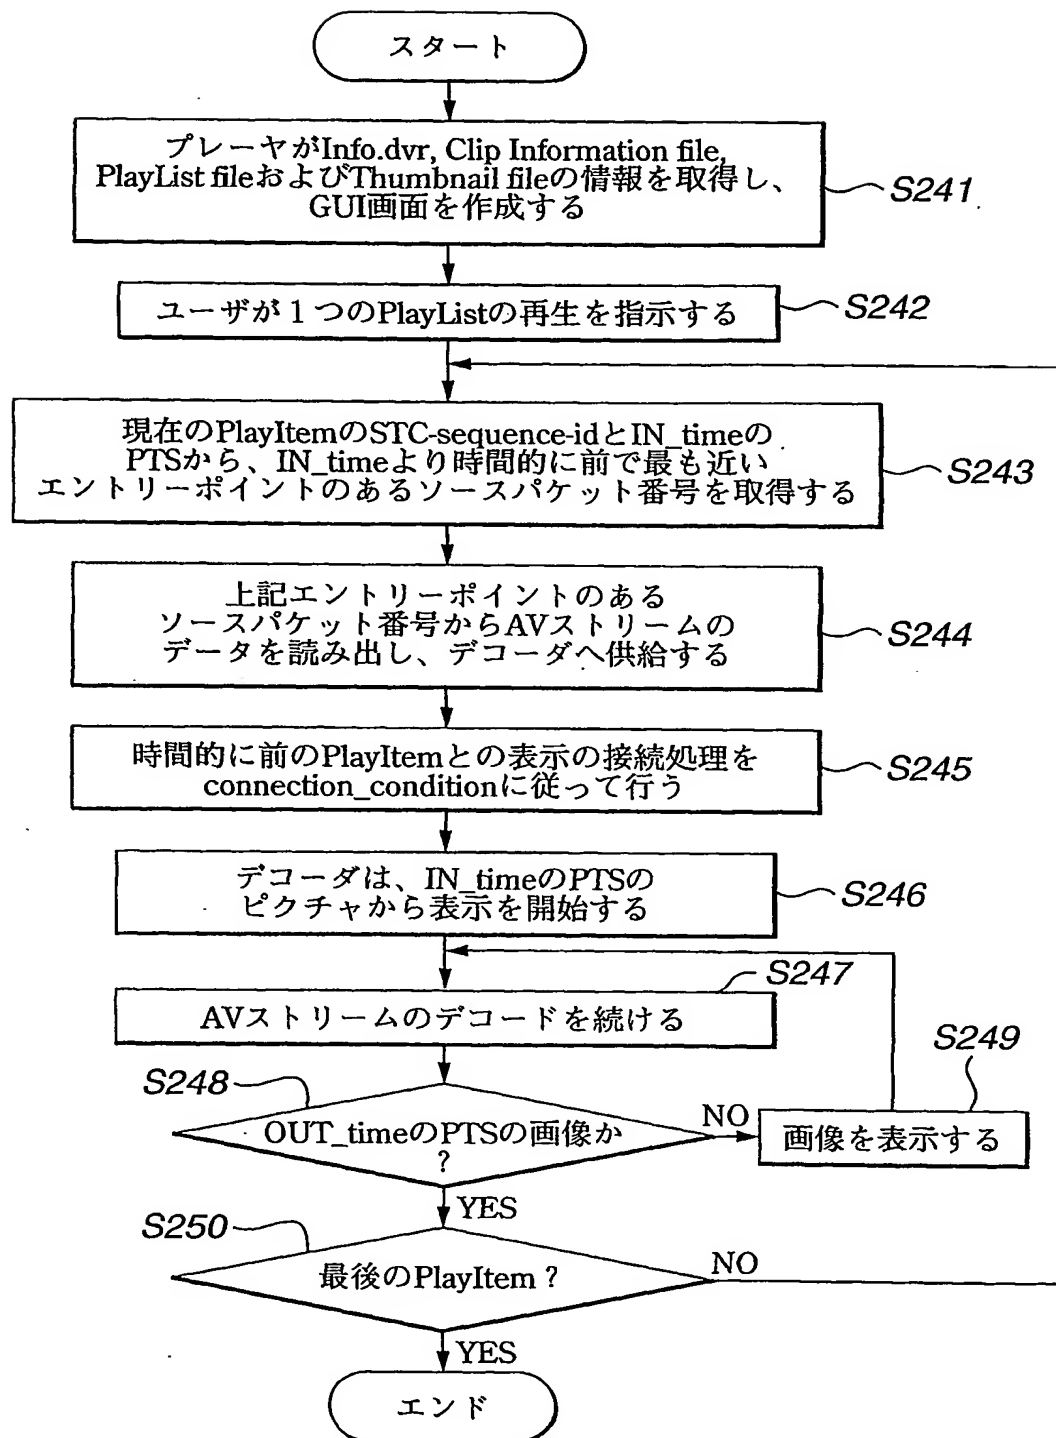 スタート
プレーヤがInfo.dvr, Clip Information file,
PlayList fileおよびThumbnail fileの情報を取得し、
GUI画面を作成する
S241
ユーザが1つのPlayListの再生を指示する
S242
現在のPlayItemのSTC-sequence-idとIN_timeの
PTSから、IN_timeより時間的に前で最も近い
エントリーポイントのあるソースパケット番号を取得する
S243
上記エントリーポイントのある
ソースパケット番号からAVストリームの
データを読み出し、デコーダへ供給する
S244
時間的に前のPlayItemとの表示の接続処理を
connection_conditionに従って行う
S245
デコーダは、IN_timeのPTSの
ピクチャから表示を開始する
S246
S247
AVストリームのデコードを続ける
S248
OUT_timeのPTSの画像か
?
NO
S249
画像を表示する
YES
S250
最後のPlayItem?
NO
YES
エンド